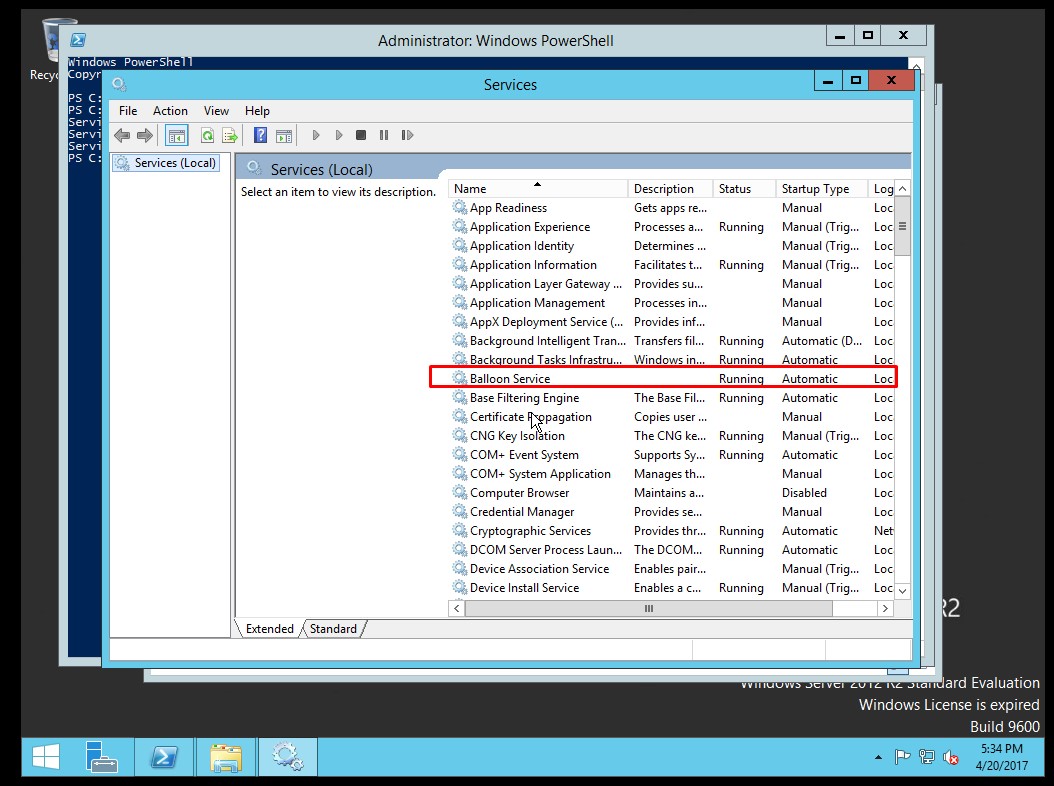 Recyc
Administrator: Windows PowerShell
Windows PowerShell
Copyr
PS C:
PS C:
Servi
Servi
Servi
PS C:
Services
File Action View Help
Services (Local)
Services (Local)
Select an item to view its description.
Name Description Status Startup Type Log
App Readiness Gets apps re... Manual Loc
Application Experience Processes a... Running Manual (Trig... Loc
Application Identity Determines ... Manual (Trig... Loc
Application Information Facilitates t... Running Manual (Trig... Loc
Application Layer Gateway ... Provides su... Manual Loc
Application Management Processes in... Manual Loc
AppX Deployment Service (... Provides inf... Manual Loc
Background Intelligent Tran... Transfers fil... Running Automatic (D... Loc
Background Tasks Infrastru... Windows in... Running Automatic Loc
Balloon Service Running Automatic Loc
Base Filtering Engine The Base Fil... Running Automatic Loc
Certificate Propagation Copies user ... Manual Loc
CNG Key Isolation The CNG ke... Running Manual (Trig... Loc
COM+ Event System Supports Sy... Running Automatic Loc
COM+ System Application Manages th... Manual Loc
Computer Browser Maintains a... Disabled Loc
Credential Manager Provides se... Manual Loc
Cryptographic Services Provides thr... Running Automatic Net
DCOM Server Process Laun... The DCOM... Running Automatic Loc
Device Association Service Enables pair... Manual (Trig... Loc
Device Install Service Enables a c... Running Manual (Trig... Loc
Extended Standard
R2
Windows Server 2012 R2 Standard Evaluation
Windows License is expired
Build 9600
5:34 PM
4/20/2017